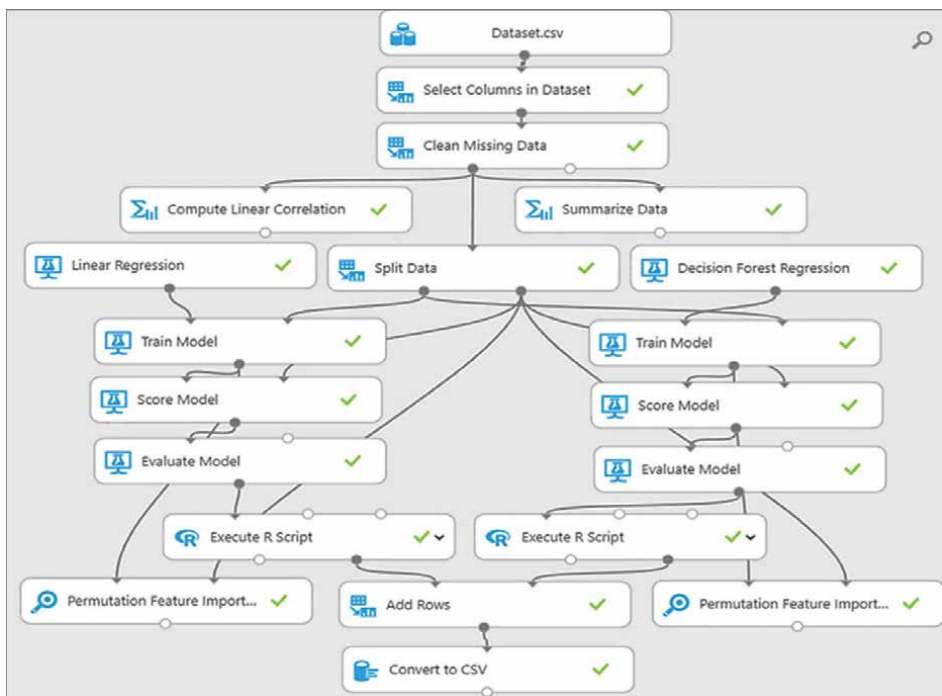 Dataset.csv
Select Columns in Dataset
Clean Missing Data
Compute Linear Correlation
Summarize Data
Linear Regression
Split Data
Decision Forest Regression
Train Model
Train Model
Score Model
Score Model
Evaluate Model
Evaluate Model
Execute R Script
Execute R Script
Permutation Feature Import...
Add Rows
Permutation Feature Import...
Convert to CSV